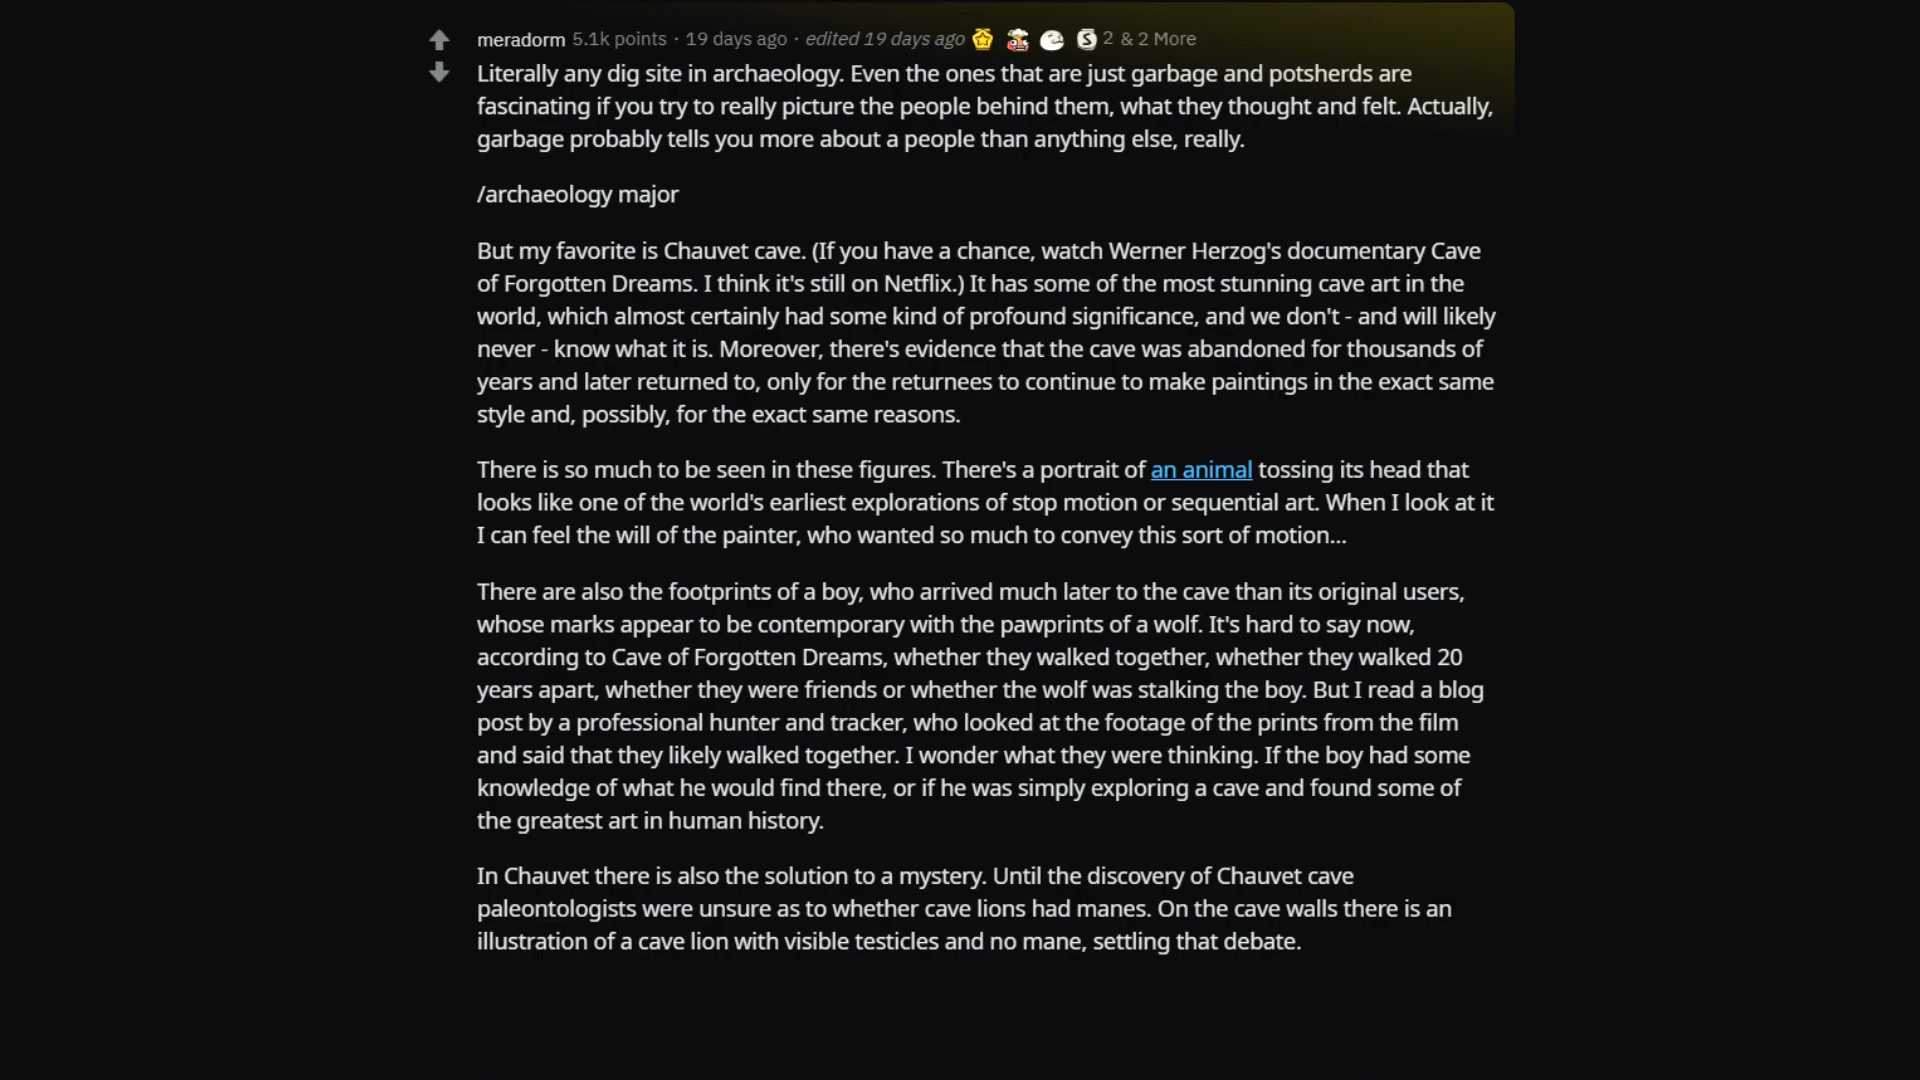 meradorm 5.1k points · 19 days ago · edited 19 days ago 2 & 2 More
Literally any dig site in archaeology. Even the ones that are just garbage and potsherds are
fascinating if you try to really picture the people behind them, what they thought and felt. Actually,
garbage probably tells you more about a people than anything else, really.
/archaeology major
But my favorite is Chauvet cave. (If you have a chance, watch Werner Herzog's documentary Cave
of Forgotten Dreams. I think it's still on Netflix.) It has some of the most stunning cave art in the
world, which almost certainly had some kind of profound significance, and we don't - and will likely
never - know what it is. Moreover, there's evidence that the cave was abandoned for thousands of
years and later returned to, only for the returnees to continue to make paintings in the exact same
style and, possibly, for the exact same reasons.
There is so much to be seen in these figures. There's a portrait of an animal tossing its head that
looks like one of the world's earliest explorations of stop motion or sequential art. When I look at it
I can feel the will of the painter, who wanted so much to convey this sort of motion...
There are also the footprints of a boy, who arrived much later to the cave than its original users,
whose marks appear to be contemporary with the pawprints of a wolf. It's hard to say now,
according to Cave of Forgotten Dreams, whether they walked together, whether they walked 20
years apart, whether they were friends or whether the wolf was stalking the boy. But I read a blog
post by a professional hunter and tracker, who looked at the footage of the prints from the film
and said that they likely walked together. I wonder what they were thinking. If the boy had some
knowledge of what he would find there, or if he was simply exploring a cave and found some of
the greatest art in human history.
In Chauvet there is also the solution to a mystery. Until the discovery of Chauvet cave
paleontologists were unsure as to whether cave lions had manes. On the cave walls there is an
illustration of a cave lion with visible testicles and no mane, settling that debate.